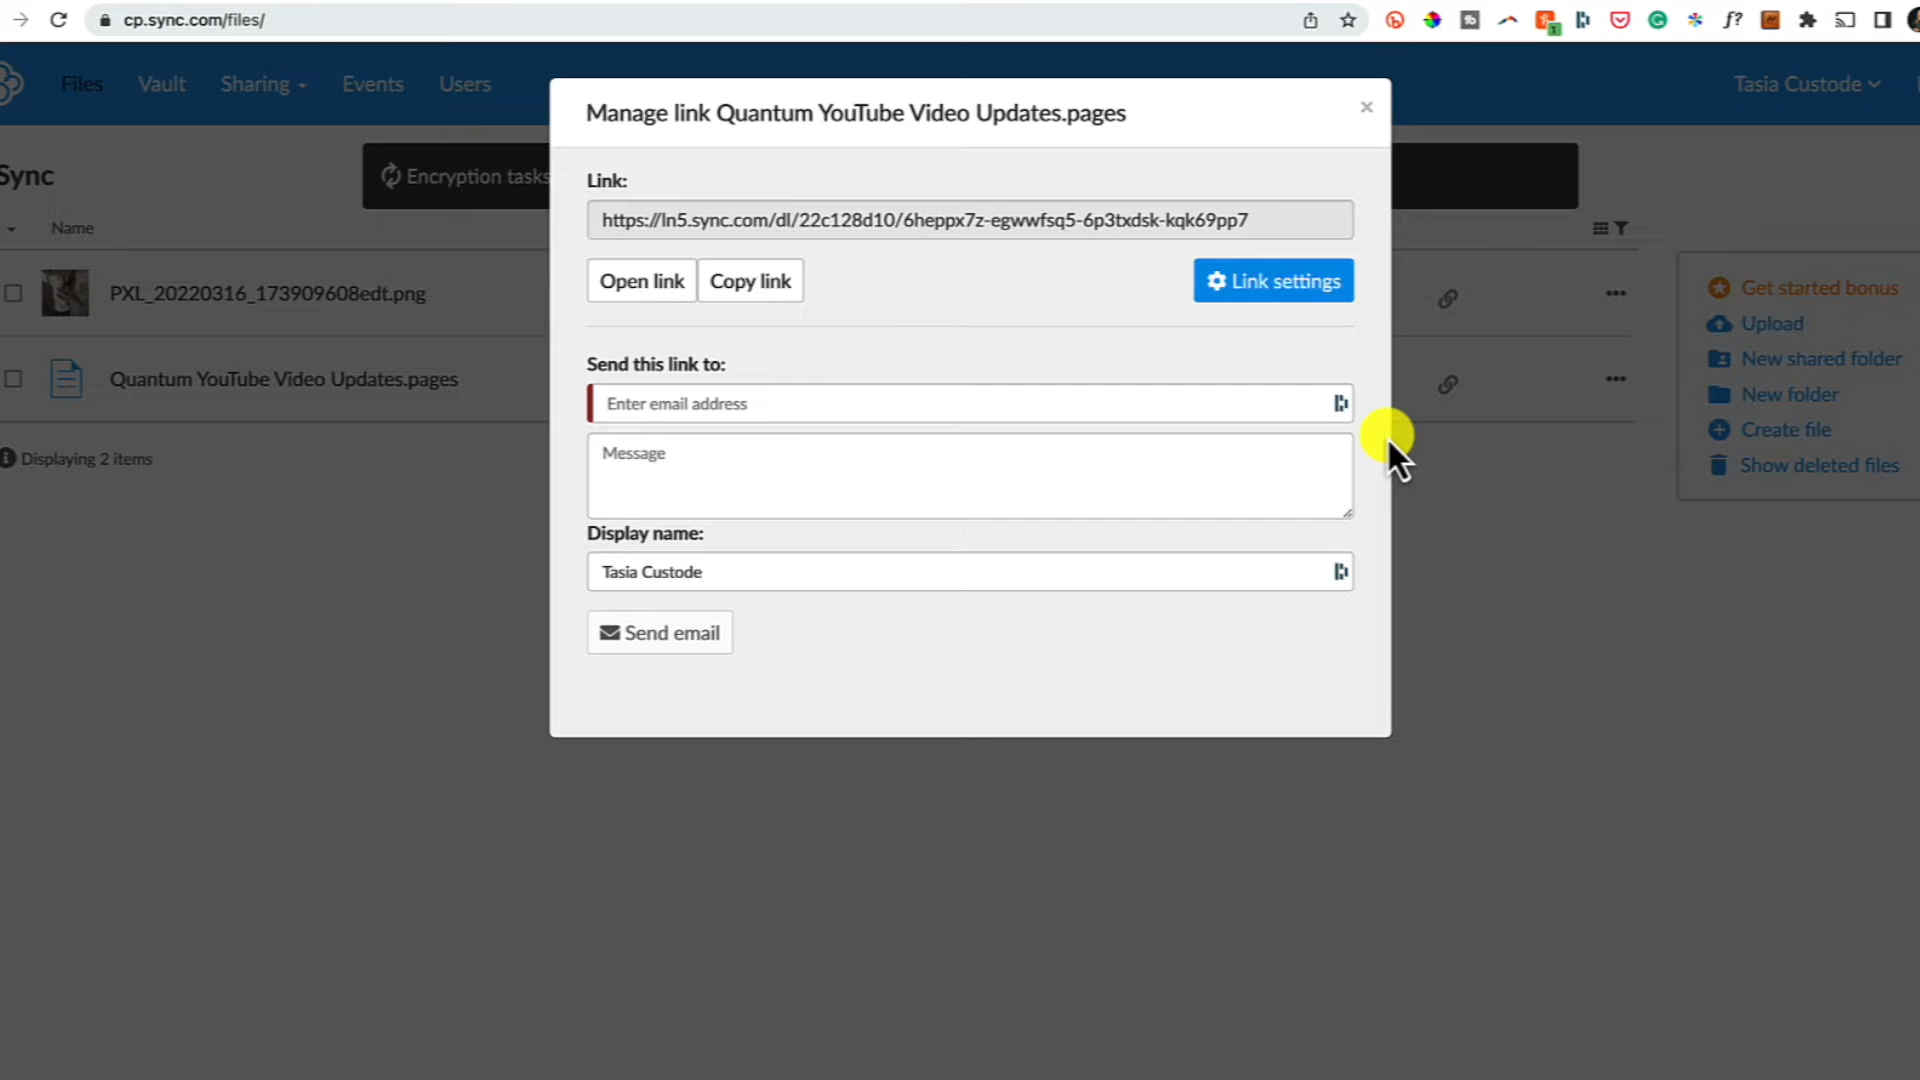 cp.sync.com/files/
Files Vault Sharing Events Users Tasia Custode
Manage link Quantum YouTube Video Updates.pages ×
Sync
Encryption tasks
Name
PXL_20220316_173909608edt.png
Quantum YouTube Video Updates.pages
Displaying 2 items
Link:
https://ln5.sync.com/dl/22c128d10/6heppx7z-egwwfsq5-6p3txdsk-kqk69pp7
Open link Copy link Link settings
Send this link to:
Enter email address
Message
Display name:
Tasia Custode
Send email
Get started bonus
Upload
New shared folder
New folder
Create file
Show deleted files